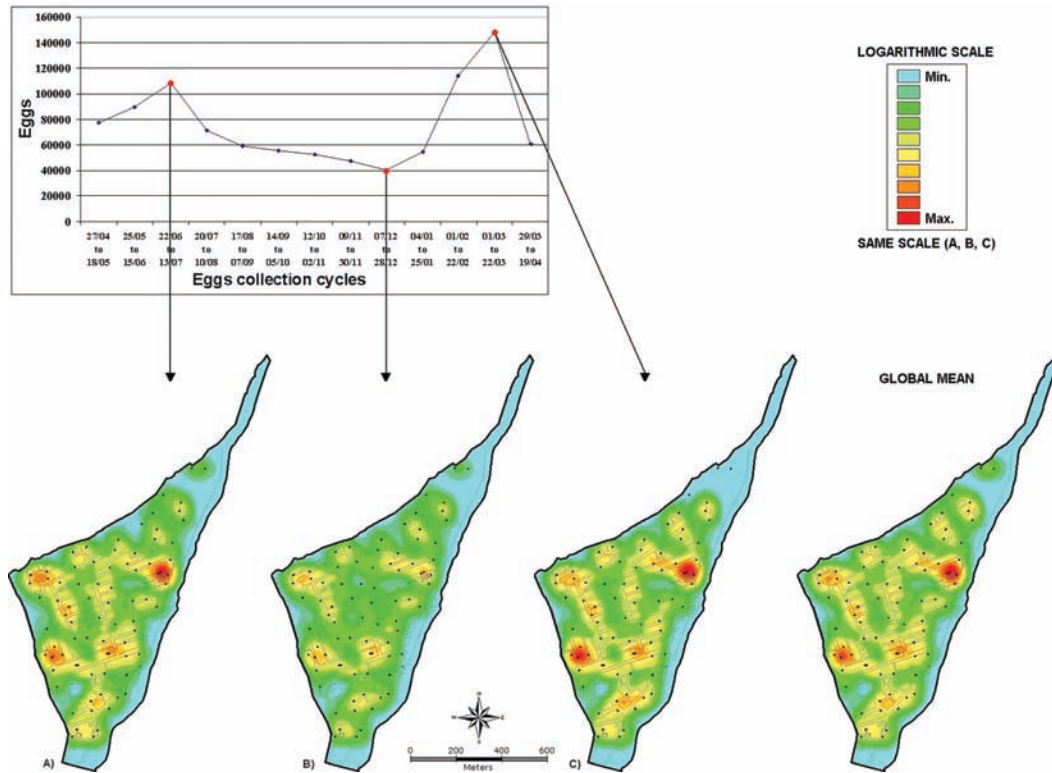 160000
140000
120000
100000
80000
60000
40000
20000
0
Eggs
27/04 to 18/05
25/05 to 15/06
22/06 to 13/07
20/07 to 10/08
17/08 to 07/09
14/09 to 05/10
12/10 to 02/11
09/11 to 30/11
07/12 to 28/12
04/01 to 25/01
01/02 to 22/02
01/03 to 22/03
29/03 to 19/04
Eggs collection cycles
LOGARITHMIC SCALE
Mín.
Max.
SAME SCALE (A, B, C)
GLOBAL MEAN
A)
B)
N
W
E
0 200 400 600
Meters
C)